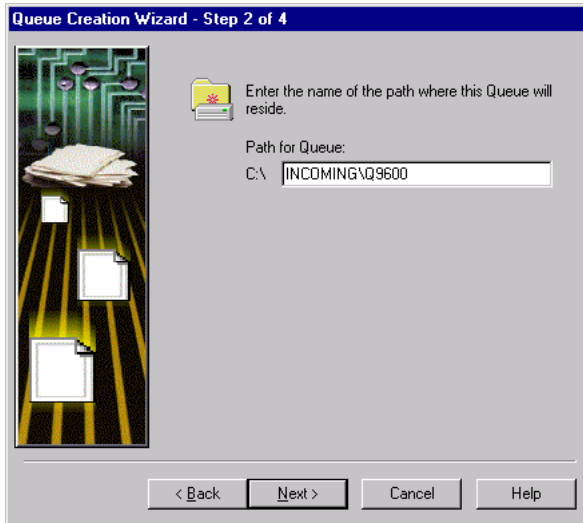 Queue Creation Wizard - Step 2 of 4
Enter the name of the path where this Queue will
reside.
Path for Queue:
C:\ INCOMING\Q9600
< Back Next > Cancel Help